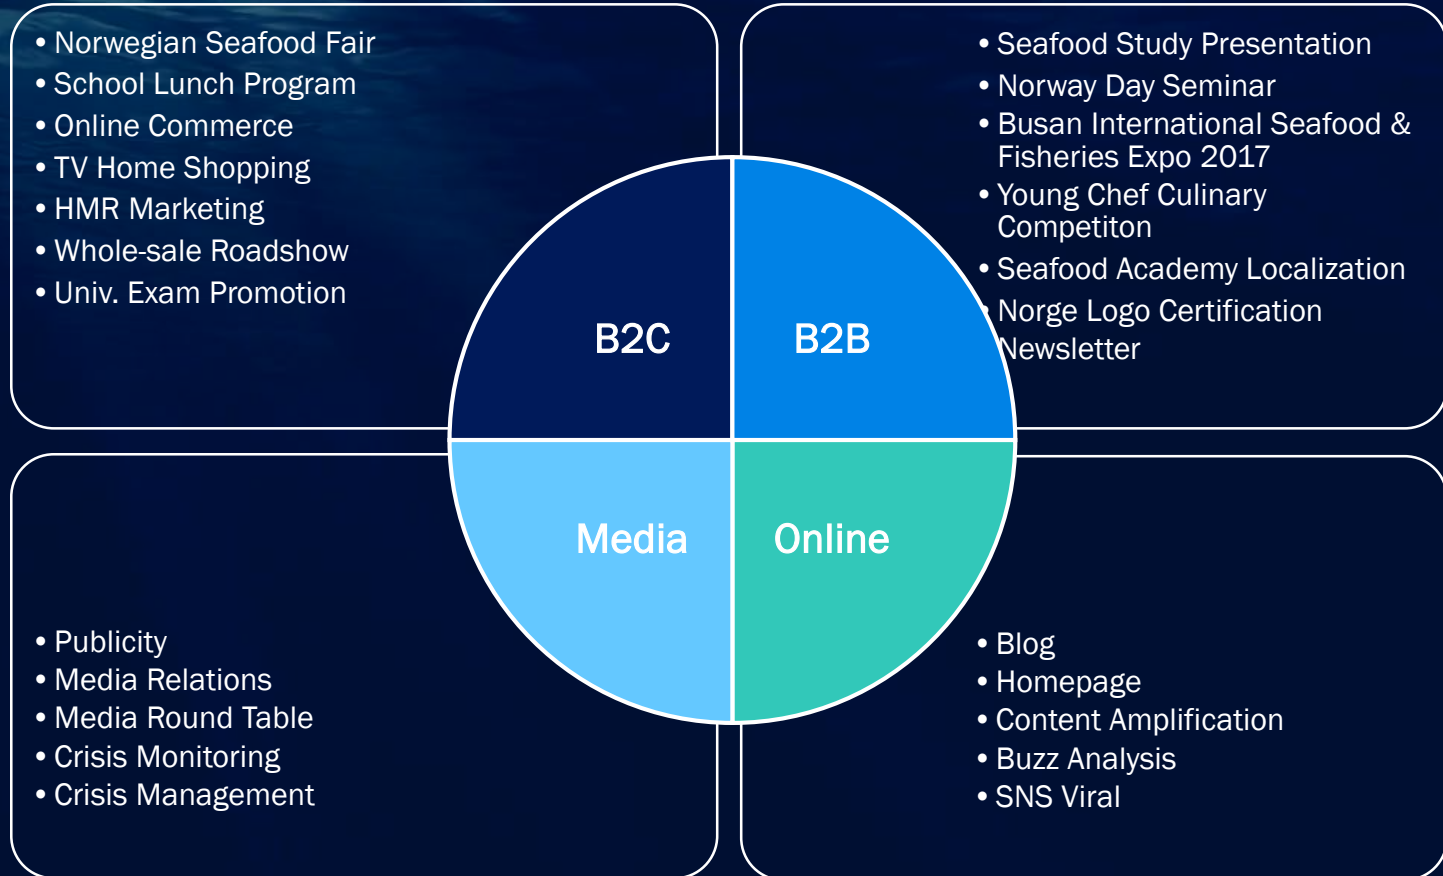 • Norwegian Seafood Fair
• School Lunch Program
• Online Commerce
• TV Home Shopping
• HMR Marketing
• Whole-sale Roadshow
• Univ. Exam Promotion
• Seafood Study Presentation
• Norway Day Seminar
• Busan International Seafood &
Fisheries Expo 2017
• Young Chef Culinary
Competiton
• Seafood Academy Localization
• Norge Logo Certification
Newsletter
B2C
B2B
Media
Online
• Publicity
• Media Relations
• Media Round Table
• Crisis Monitoring
• Crisis Management
• Blog
• Homepage
• Content Amplification
• Buzz Analysis
• SNS Viral